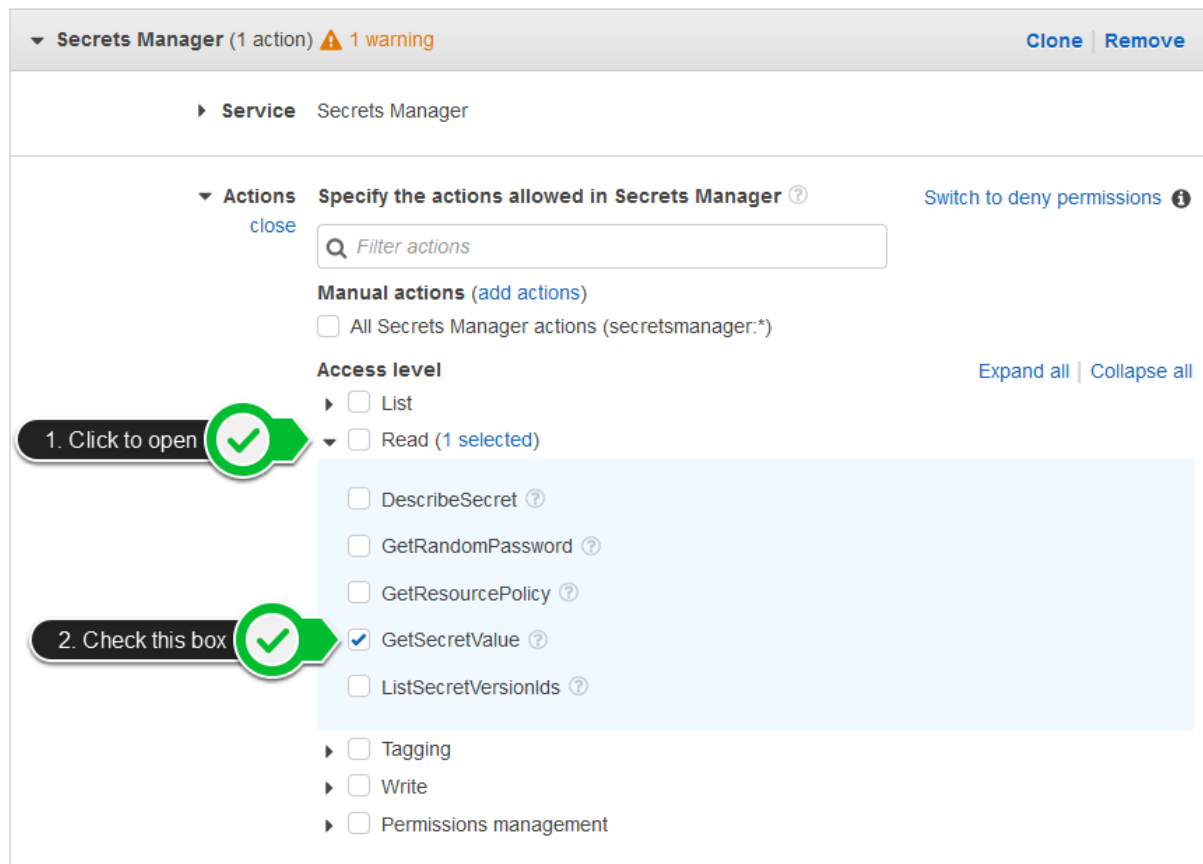 Secrets Manager (1 action) 1 warning Clone | Remove
Service Secrets Manager
Actions Specify the actions allowed in Secrets Manager ? Switch to deny permissions i
close
Filter actions
Manual actions (add actions)
All Secrets Manager actions (secretsmanager:*)
Access level Expand all | Collapse all
List
1. Click to open Read (1 selected)
DescribeSecret ?
GetRandomPassword ?
GetResourcePolicy ?
2. Check this box GetSecretValue ?
ListSecretVersionIds ?
Tagging
Write
Permissions management